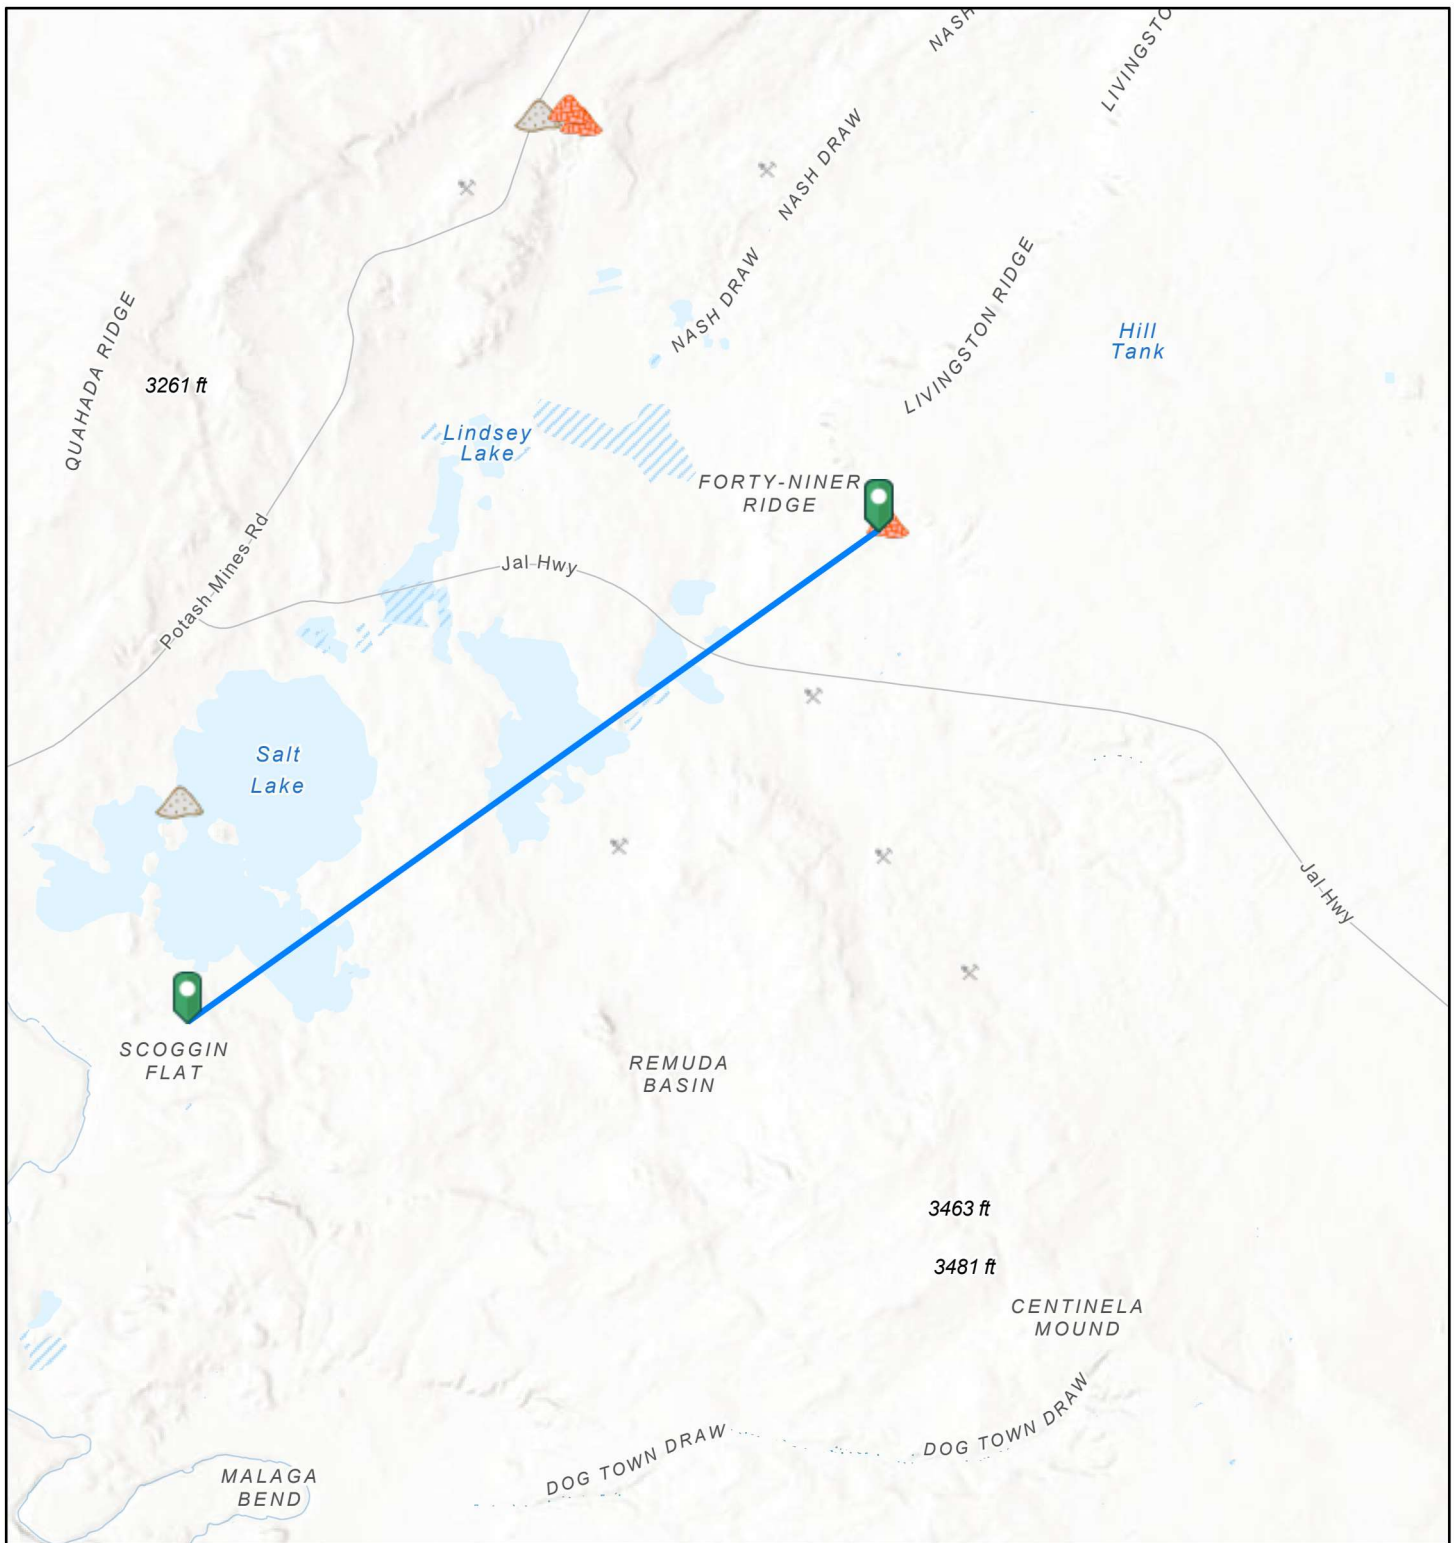 NASH
LIVINGSTO
NASH DRAW
NASH DRAW
LIVINGSTON RIDGE
QUAHADA RIDGE
3261 ft
Hill
Tank
Lindsey
Lake
FORTY-NINER
RIDGE
Potash-Mines-Rd
Jal-Hwy
Salt
Lake
Jal-Hwy
SCOGGIN
FLAT
REMUDA
BASIN
3463 ft
3481 ft
CENTINELA
MOUND
DOG TOWN DRAW
DOG TOWN DRAW
MALAGA
BEND